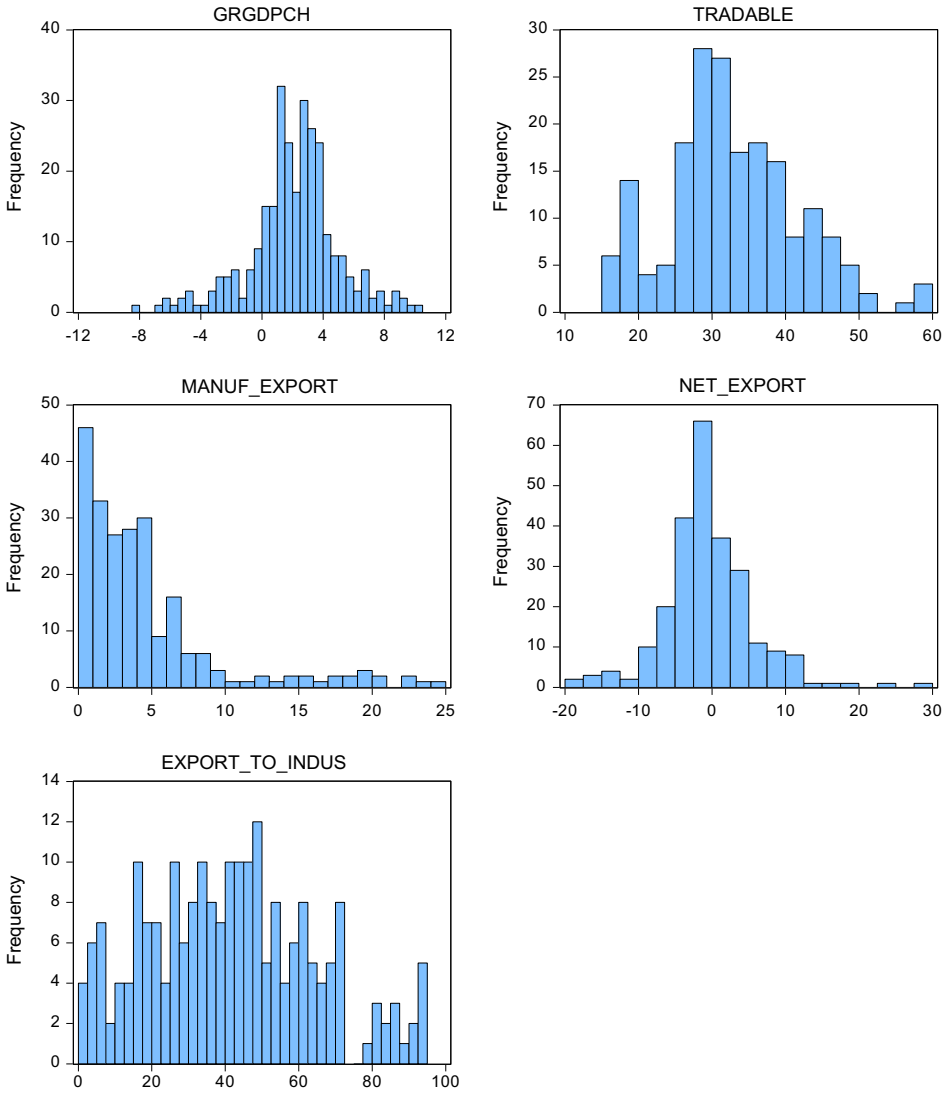 GRGDPCH
40
30
20
10
0
Frequency
-12 -8 -4 0 4 8 12
TRADABLE
30
25
20
15
10
5
0
Frequency
10 20 30 40 50 60
MANUF_EXPORT
50
40
30
20
10
0
Frequency
0 5 10 15 20 25
NET_EXPORT
70
60
50
40
30
20
10
0
Frequency
-20 -10 0 10 20 30
EXPORT_TO_INDUS
14
12
10
8
6
4
2
0
Frequency
0 20 40 60 80 100